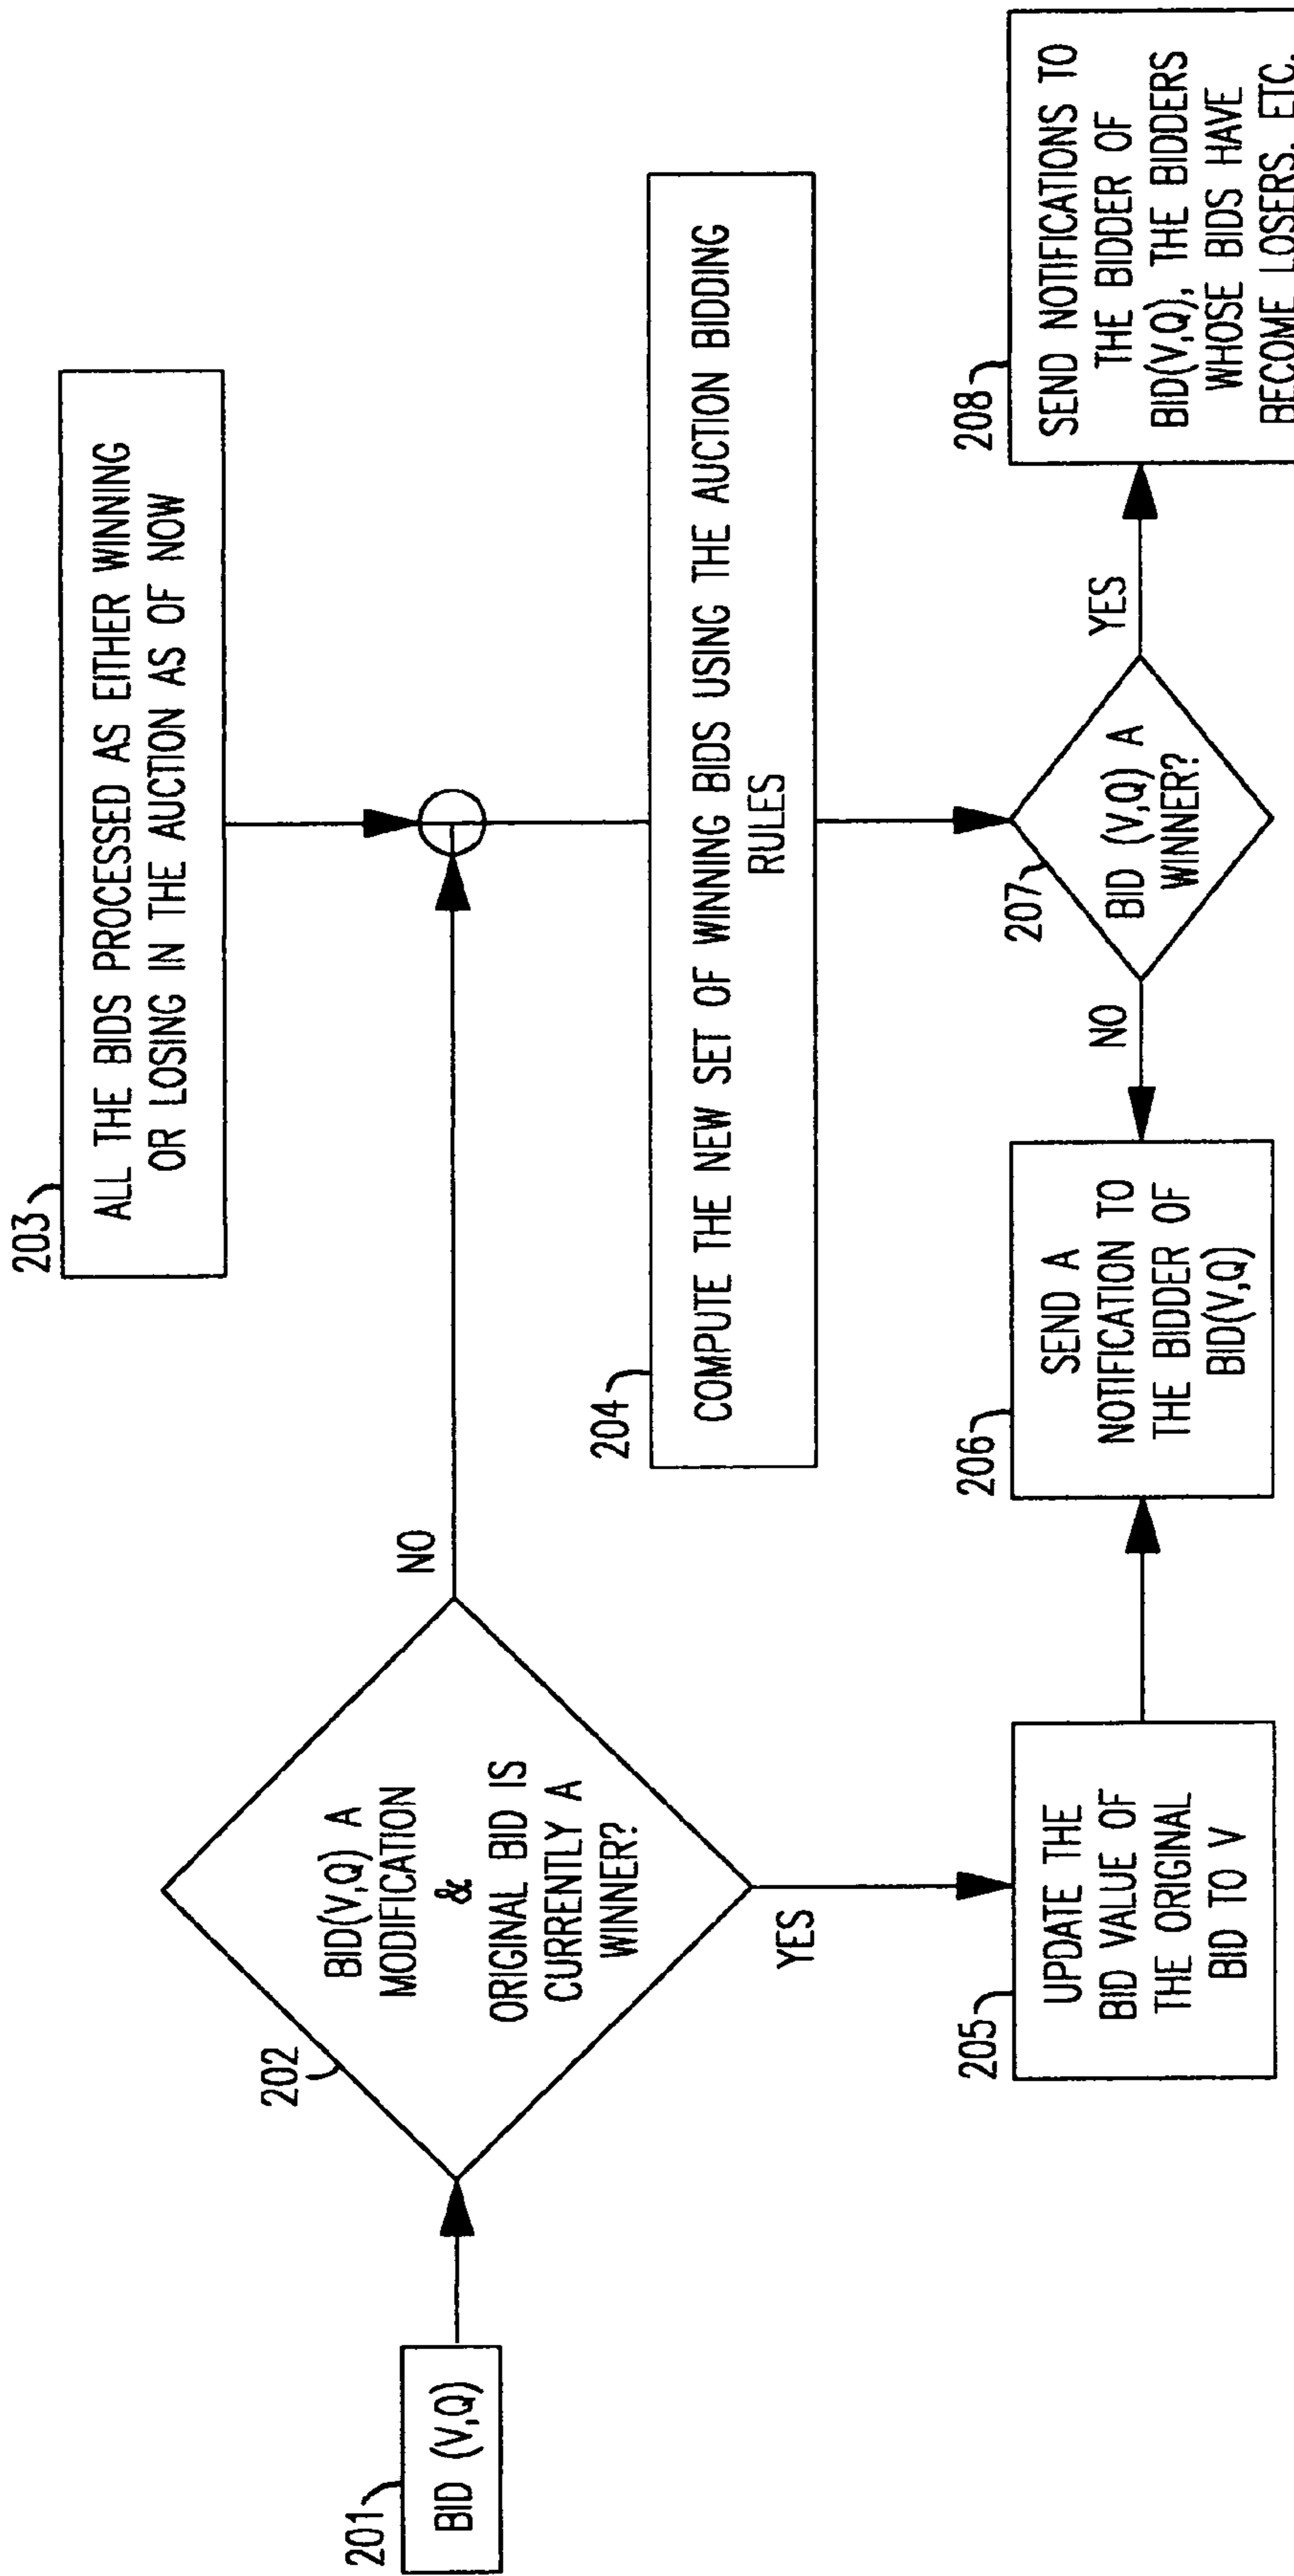 201
BID (V,Q)
202
BID(V,Q) A
MODIFICATION
&
ORIGINAL BID IS
CURRENTLY A
WINNER?
NO
YES
203
ALL THE BIDS PROCESSED AS EITHER WINNING
OR LOSING IN THE AUCTION AS OF NOW
204
COMPUTE THE NEW SET OF WINNING BIDS USING THE AUCTION BIDDING
RULES
205
UPDATE THE
BID VALUE OF
THE ORIGINAL
BID TO V
206
SEND A
NOTIFICATION TO
THE BIDDER OF
BID(V,Q)
NO
207
BID (V,Q) A
WINNER?
YES
208
SEND NOTIFICATIONS TO
THE BIDDER OF
BID(V,Q), THE BIDDERS
WHOSE BIDS HAVE
BECOME LOSERS, ETC.